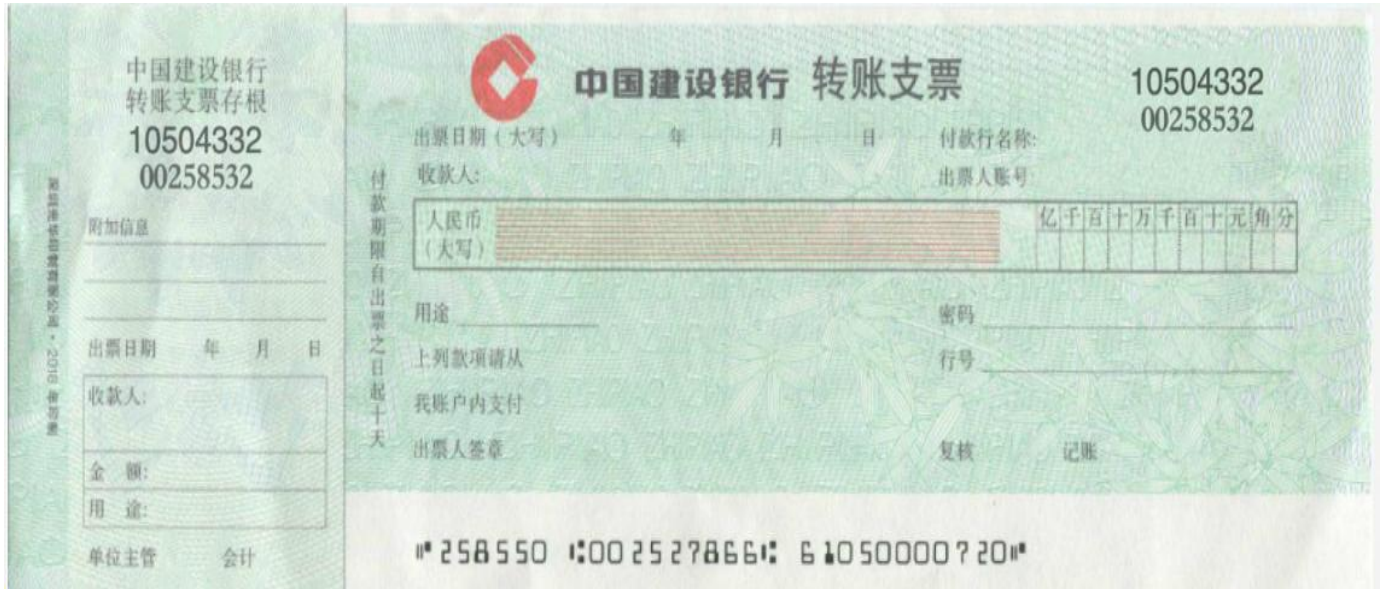 中国建设银行
转账支票存根
10504332
00258532
附加信息
出票日期 年 月 日
收款人:
金 额:
用 途:
单位主管 会计
付款期限自出票之日起十天
中国建设银行 转账支票
10504332
00258532
出票日期(大写) 年 月 日 付款行名称:
收款人: 出票人账号:
人民币
(大写)
亿千百十万千百十元角分
用途 密码
上列款项请从 行号
我账户内支付
出票人签章 复核 记账
⑈258550 ⑆002527866⑆ 61050000720⑈